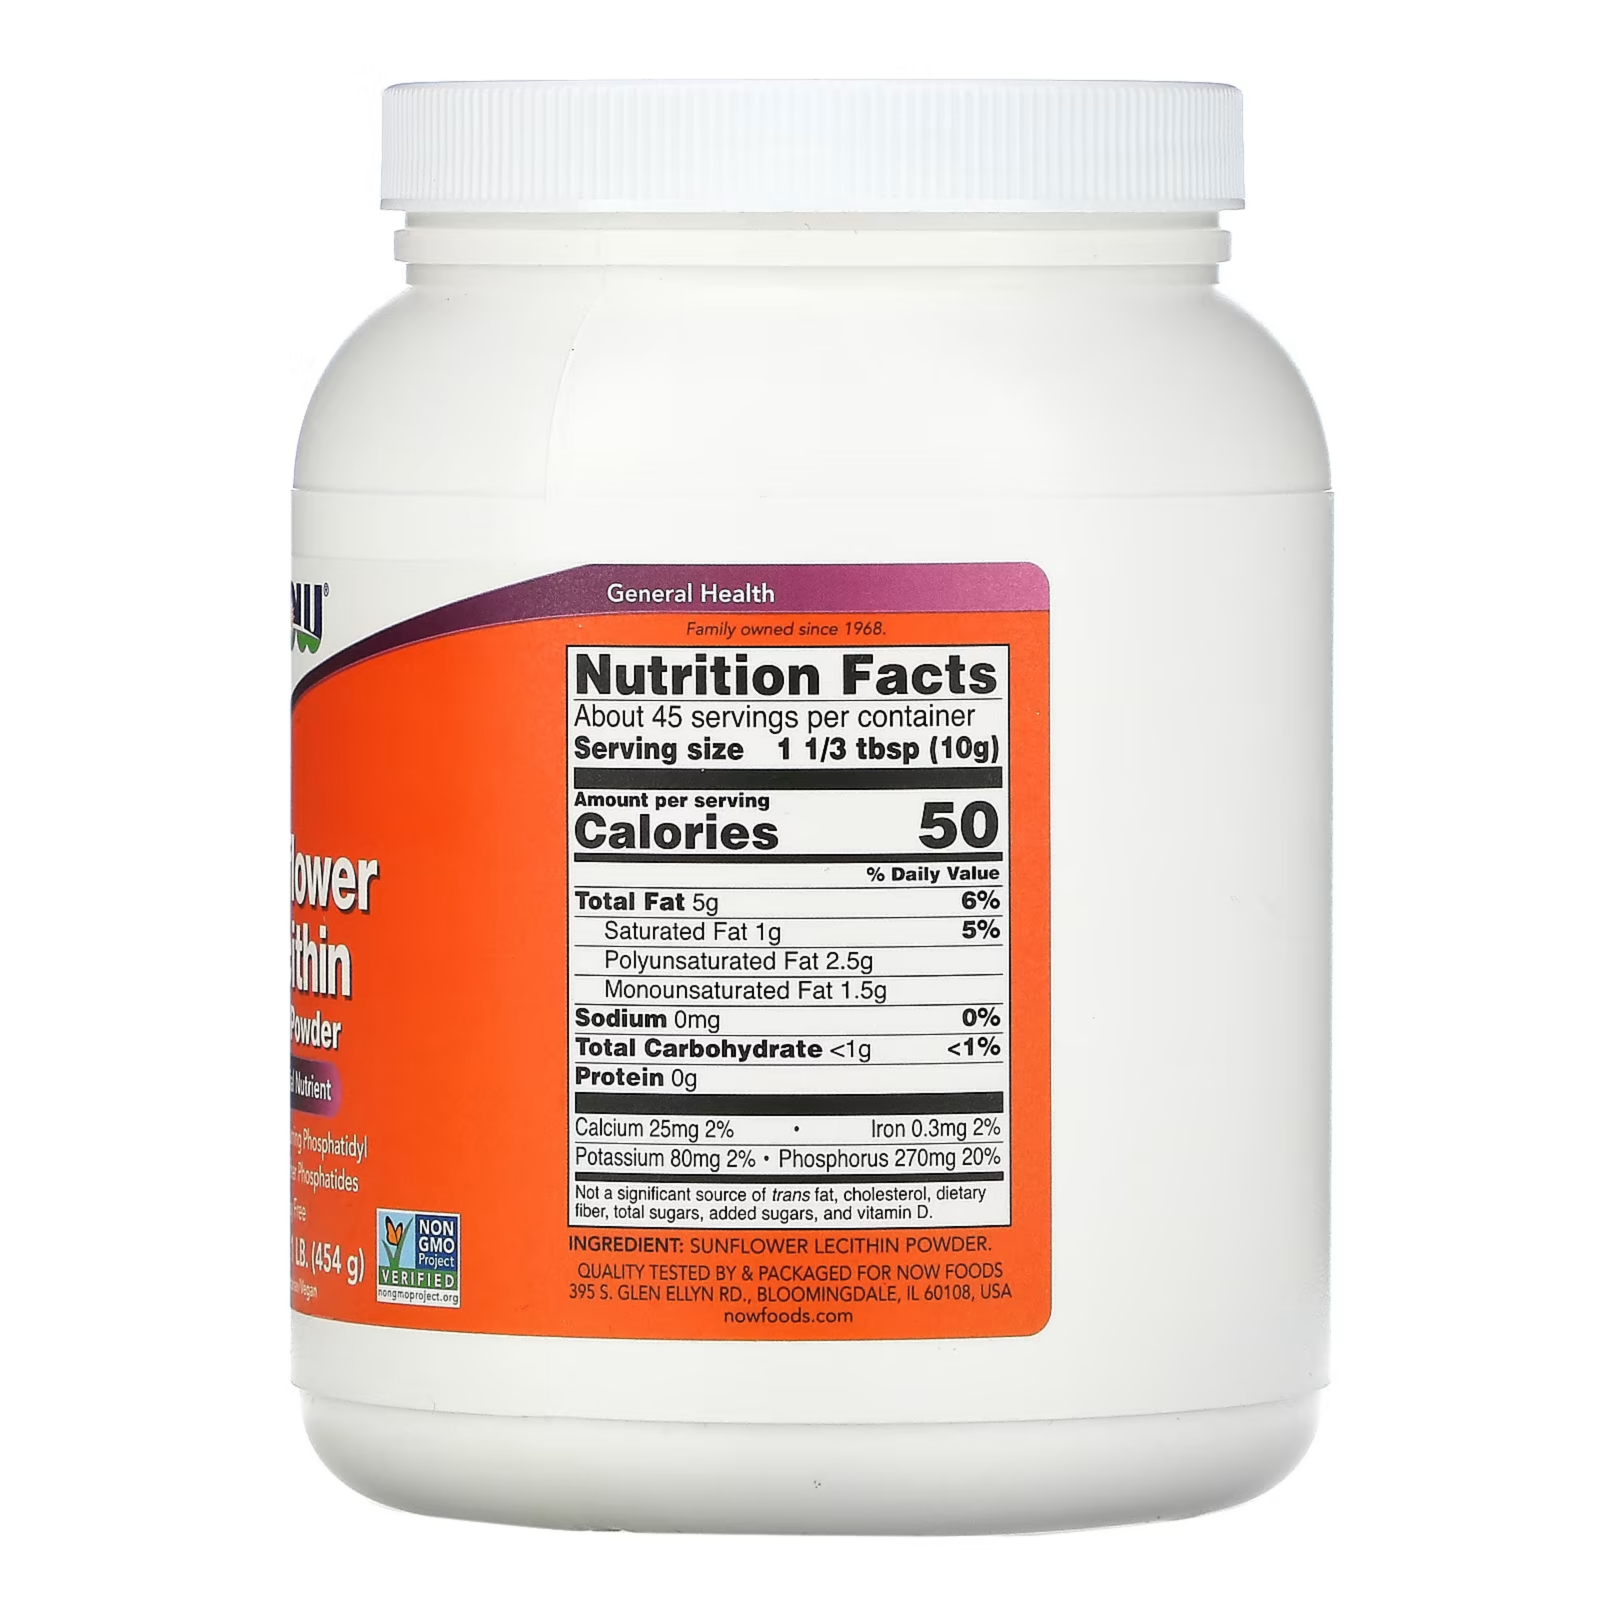 General Health
Family owned since 1968.
Nutrition Facts
About 45 servings per container
Serving size 1 1/3 tbsp (10g)
Amount per serving
Calories 50
% Daily Value
Total Fat 5g 6%
Saturated Fat 1g 5%
Polyunsaturated Fat 2.5g
Monounsaturated Fat 1.5g
Sodium 0mg 0%
Total Carbohydrate <1g <1%
Protein 0g
Calcium 25mg 2% • Iron 0.3mg 2%
Potassium 80mg 2% • Phosphorus 270mg 20%
Not a significant source of trans fat, cholesterol, dietary
fiber, total sugars, added sugars, and vitamin D.
INGREDIENT: SUNFLOWER LECITHIN POWDER.
QUALITY TESTED BY & PACKAGED FOR NOW FOODS
395 S. GLEN ELLYN RD., BLOOMINGDALE, IL 60108, USA
nowfoods.com
Powder
Nutrient
Phosphatidyl
Phosphatides
Free
1 LB. (454 g)
Vegan
NON
GMO
Project
VERIFIED
nongmoproject.org